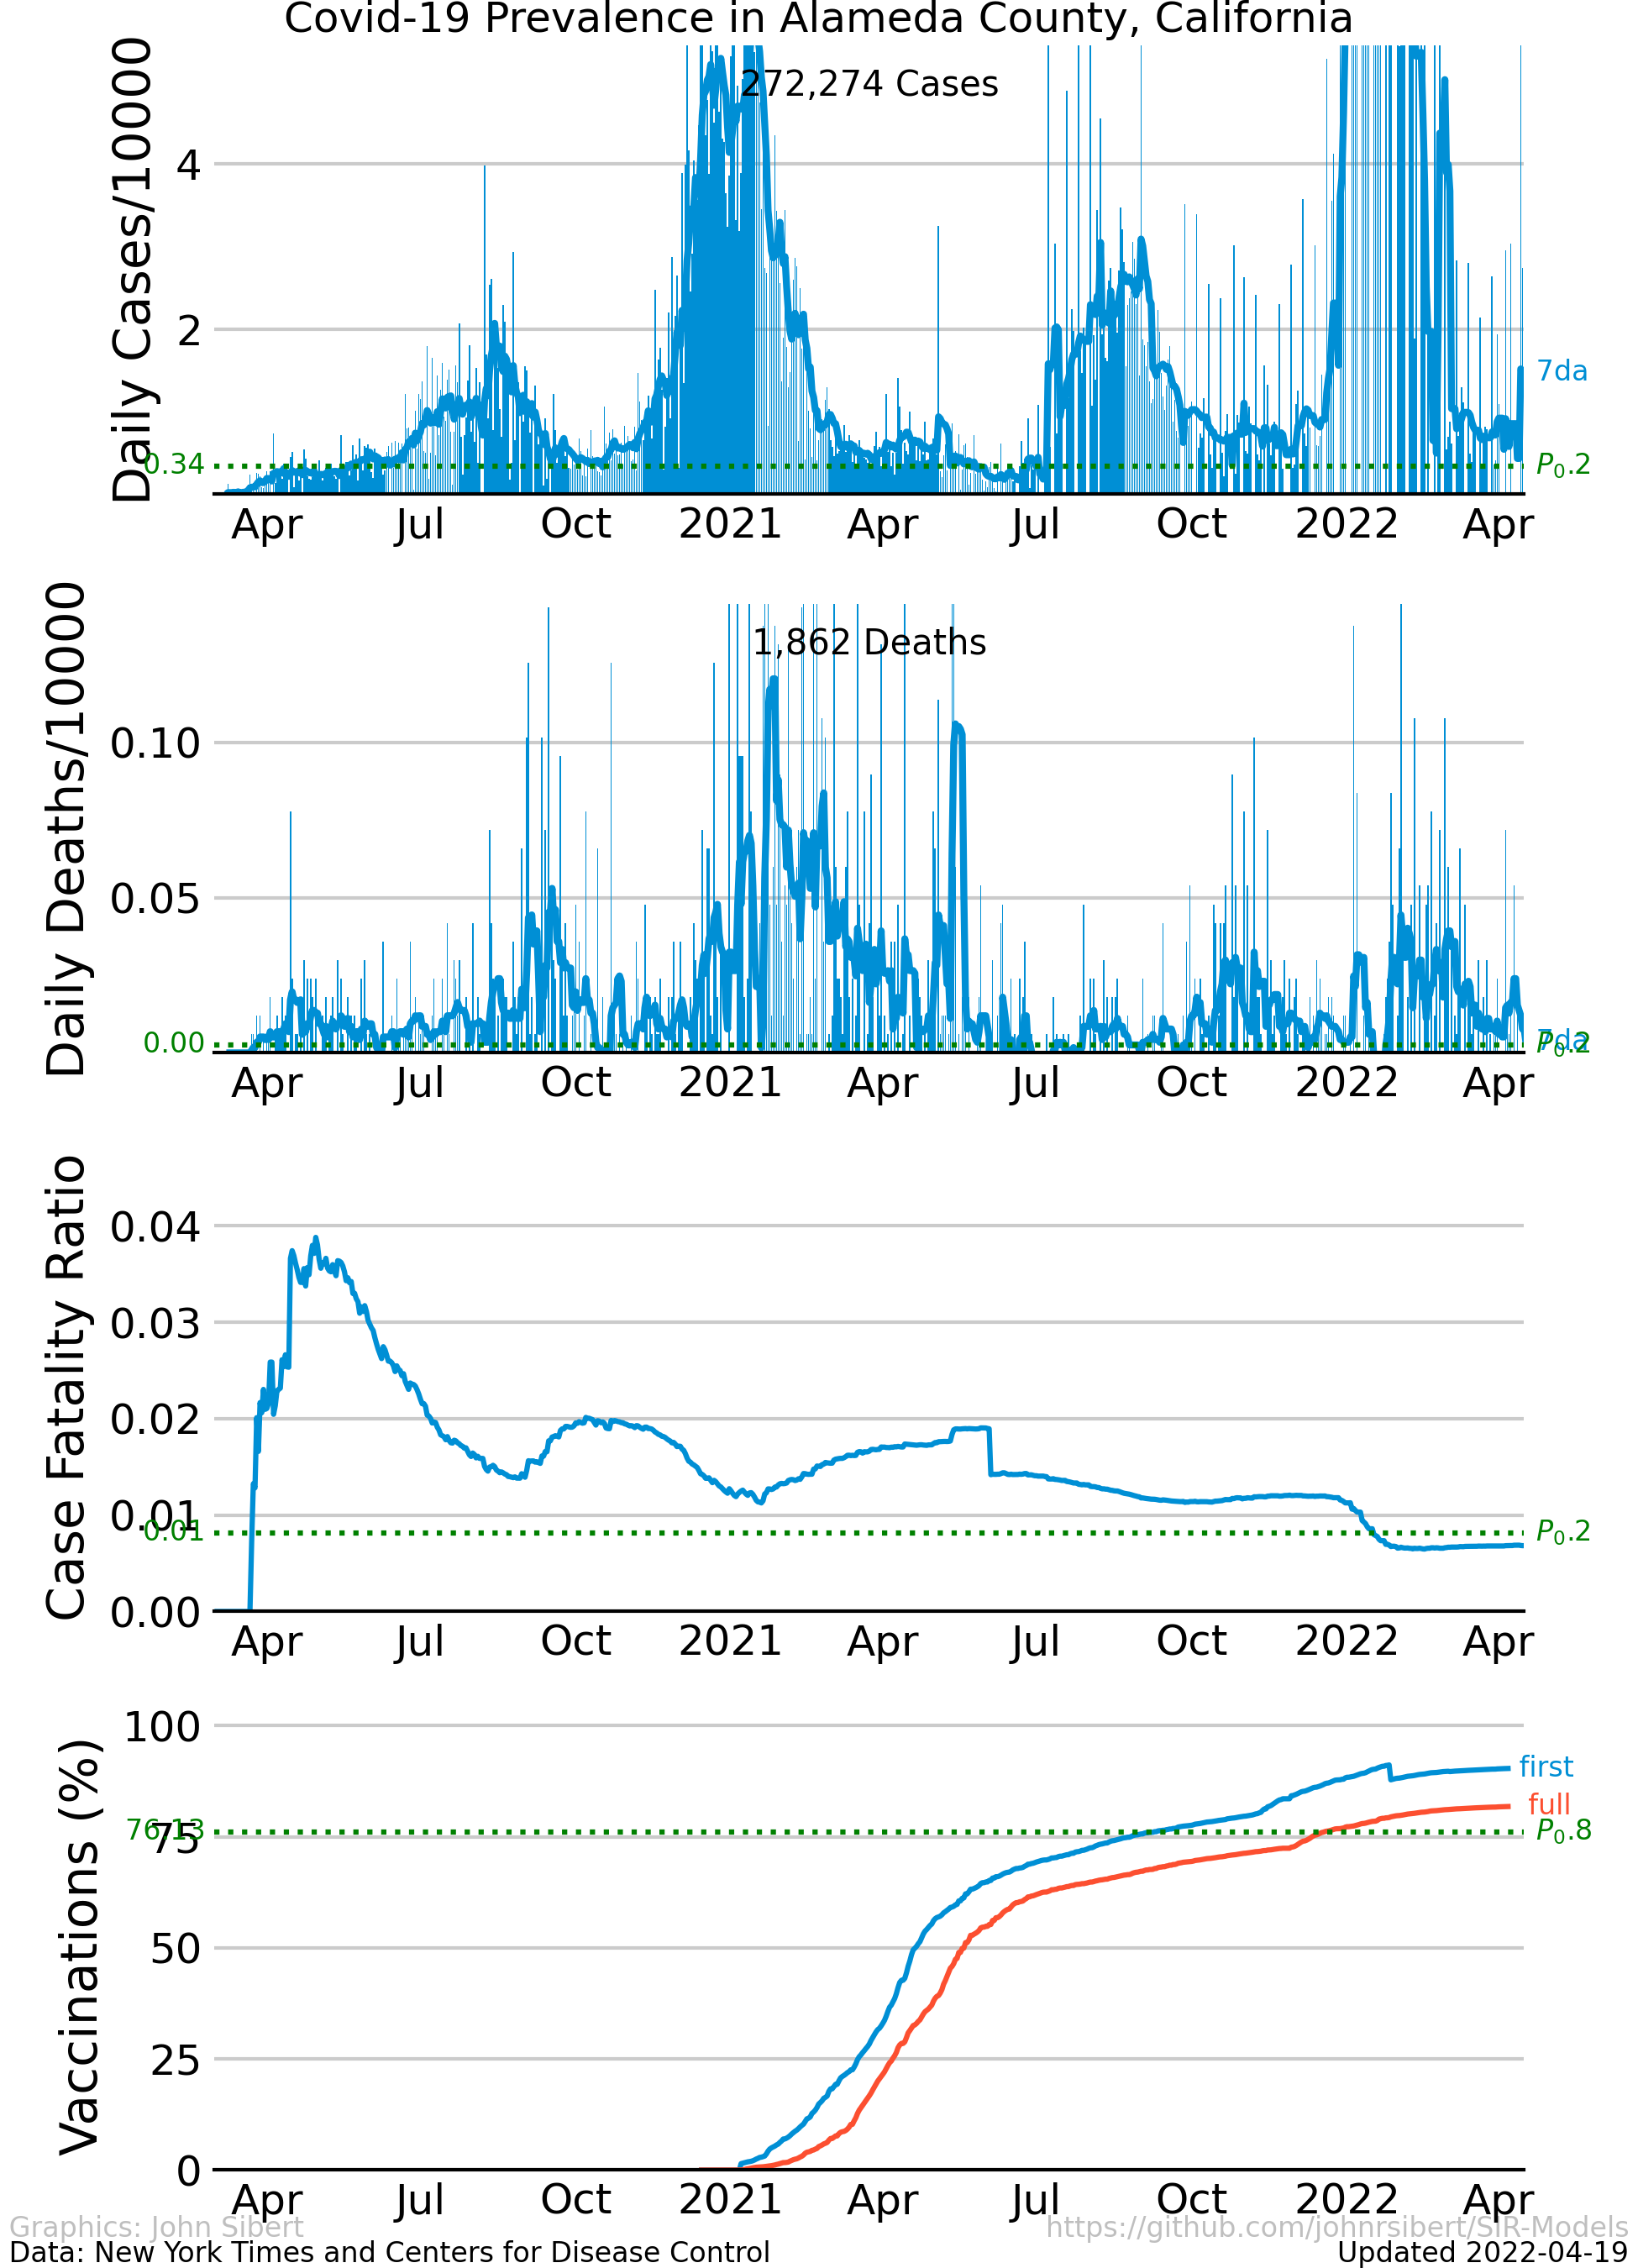 Covid-19 Prevalence in Alameda County, California
Daily Cases/10000
272,274 Cases
4
2
0.34
7da
P0.2
Apr Jul Oct 2021 Apr Jul Oct 2022 Apr
Daily Deaths/10000
1,862 Deaths
0.10
0.05
0.00
7da
P0.2
Apr Jul Oct 2021 Apr Jul Oct 2022 Apr
Case Fatality Ratio
0.04
0.03
0.02
0.01
0.01
0.00
P0.2
Apr Jul Oct 2021 Apr Jul Oct 2022 Apr
Vaccinations (%)
100
76.13
75
50
25
0
first
full
P0.8
Apr Jul Oct 2021 Apr Jul Oct 2022 Apr
Graphics: John Sibert
https://github.com/johnrsibert/SIR-Models
Data: New York Times and Centers for Disease Control
Updated 2022-04-19